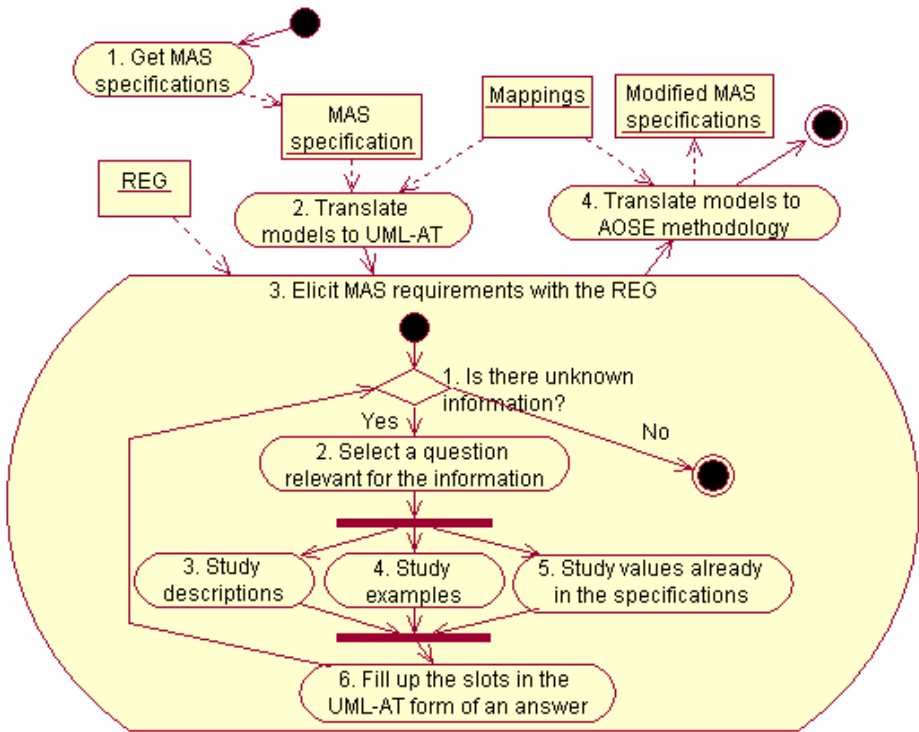 1. Get MAS
specifications
MAS
specification
Mappings
Modified MAS
specifications
REG
2. Translate
models to UML-AT
4. Translate models to
AOSE methodology
3. Elicit MAS requirements with the REG
1. Is there unknown
information?
Yes
No
2. Select a question
relevant for the information
3. Study
descriptions
4. Study
examples
5. Study values already
in the specifications
6. Fill up the slots in the
UML-AT form of an answer